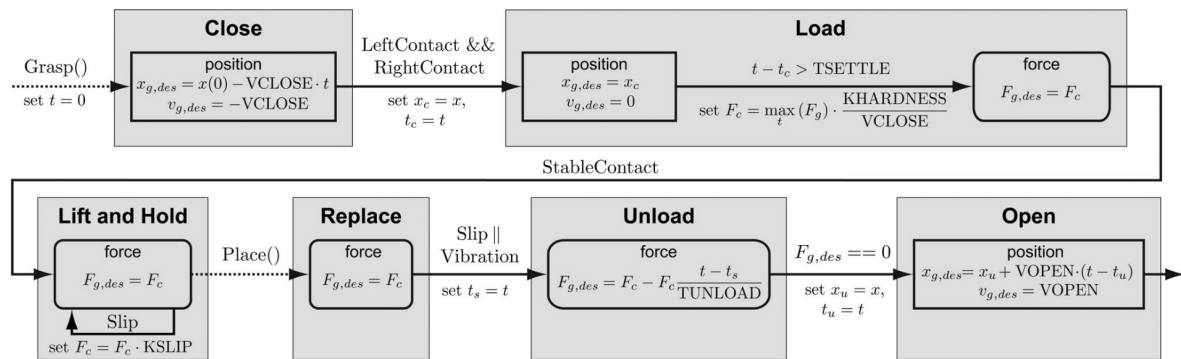 Close
Grasp()
set t = 0
position
x_{g,des} = x(0) − VCLOSE · t
v_{g,des} = −VCLOSE
LeftContact &&
RightContact
set x_c = x,
t_c = t
Load
position
x_{g,des} = x_c
v_{g,des} = 0
t − t_c > TSETTLE
set F_c = max_t (F_g) · KHARDNESS / VCLOSE
force
F_{g,des} = F_c
StableContact
Lift and Hold
force
F_{g,des} = F_c
Slip
set F_c = F_c · KSLIP
Place()
Replace
force
F_{g,des} = F_c
Slip ||
Vibration
set t_s = t
Unload
force
F_{g,des} = F_c − F_c (t − t_s) / TUNLOAD
F_{g,des} == 0
set x_u = x,
t_u = t
Open
position
x_{g,des} = x_u + VOPEN·(t − t_u)
v_{g,des} = VOPEN